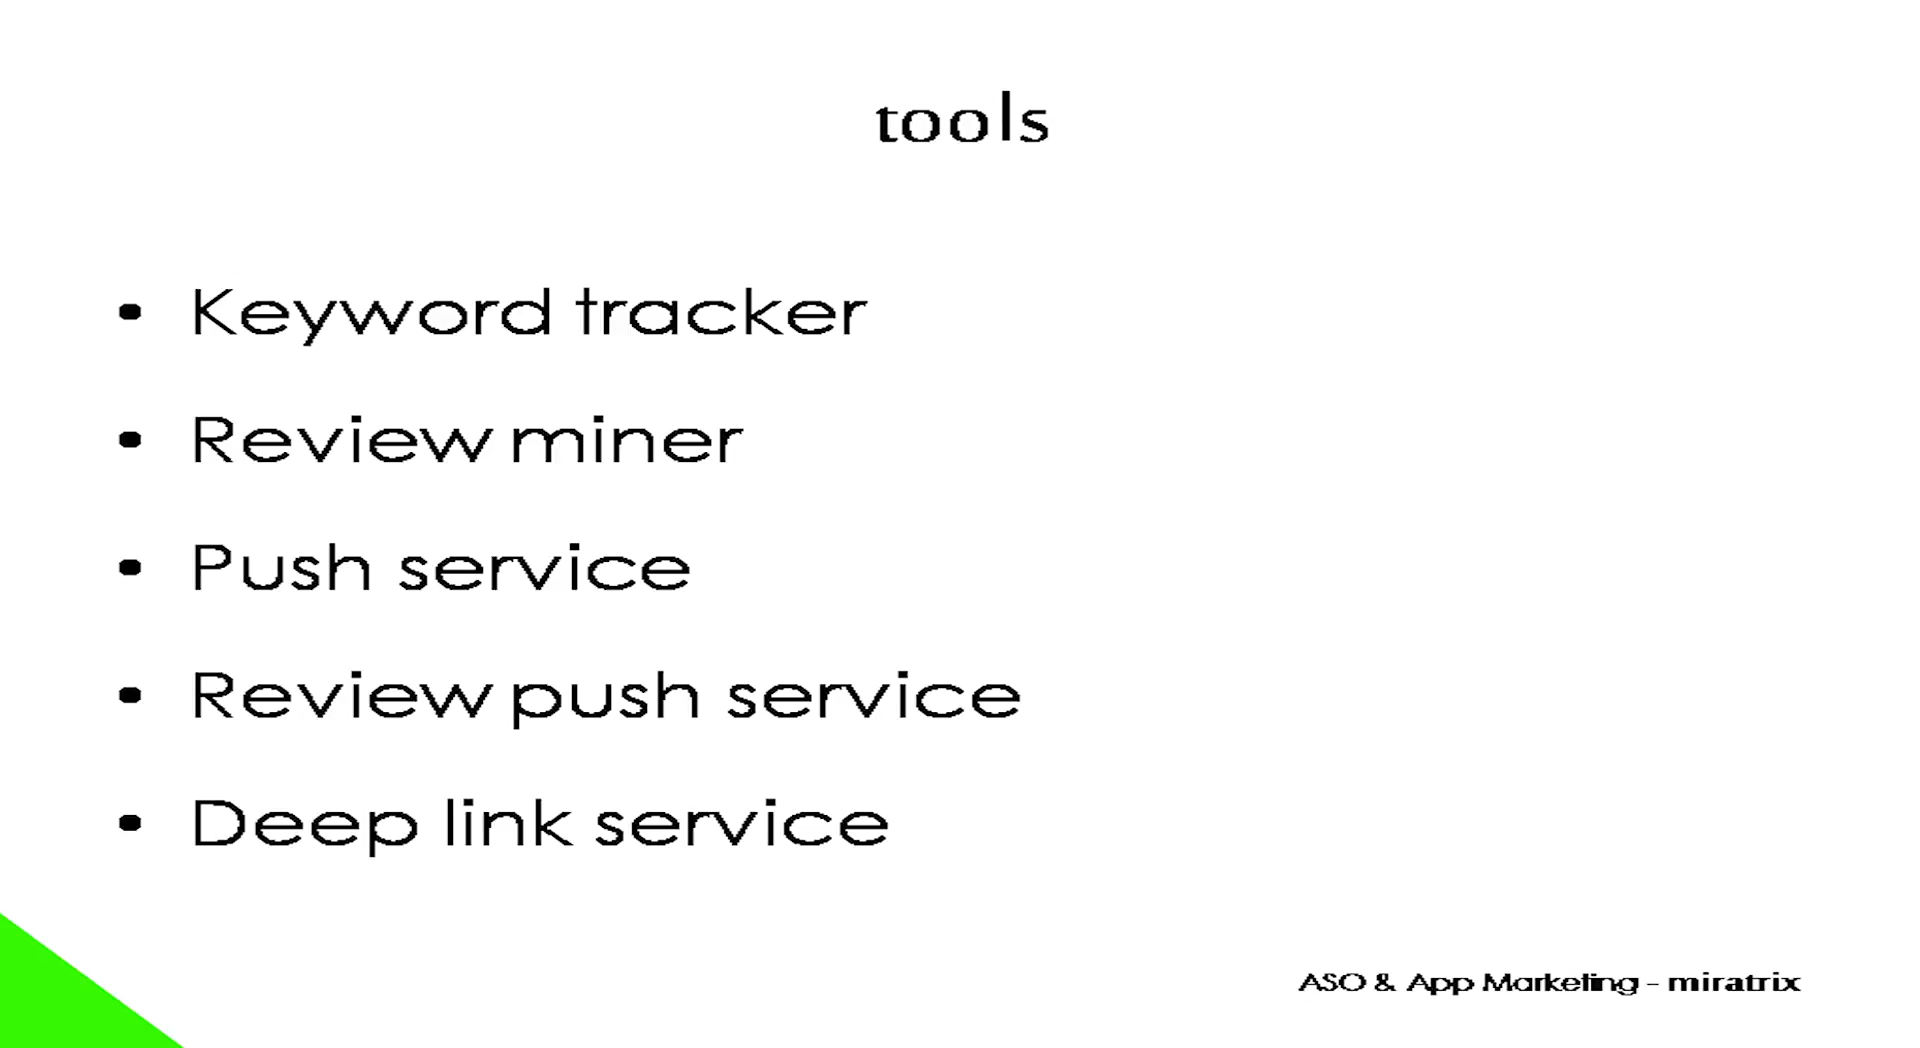 tools
• Keyword tracker
• Review miner
• Push service
• Review push service
• Deep link service
ASO & App Marketing - miratrix